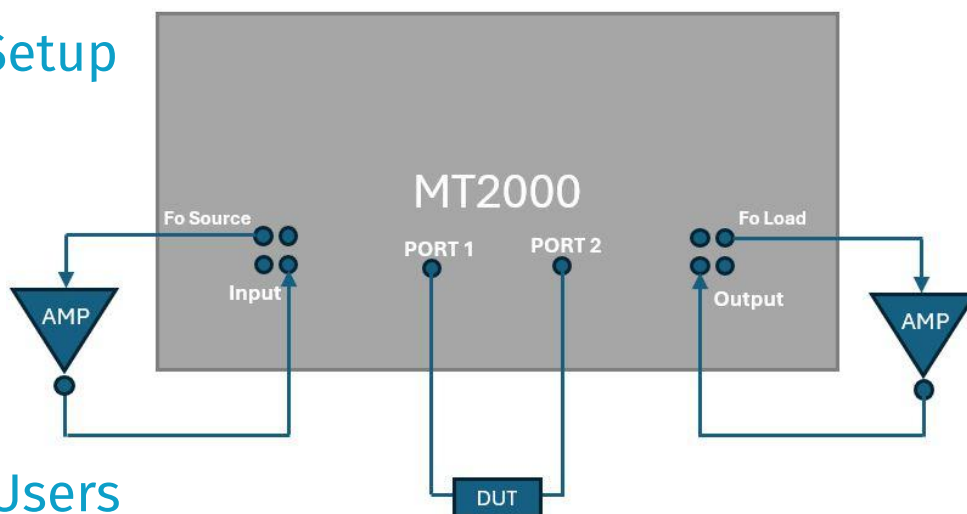 Setup
MT2000
Fo Source
Fo Load
PORT 1
PORT 2
Input
Output
AMP
AMP
DUT
Users